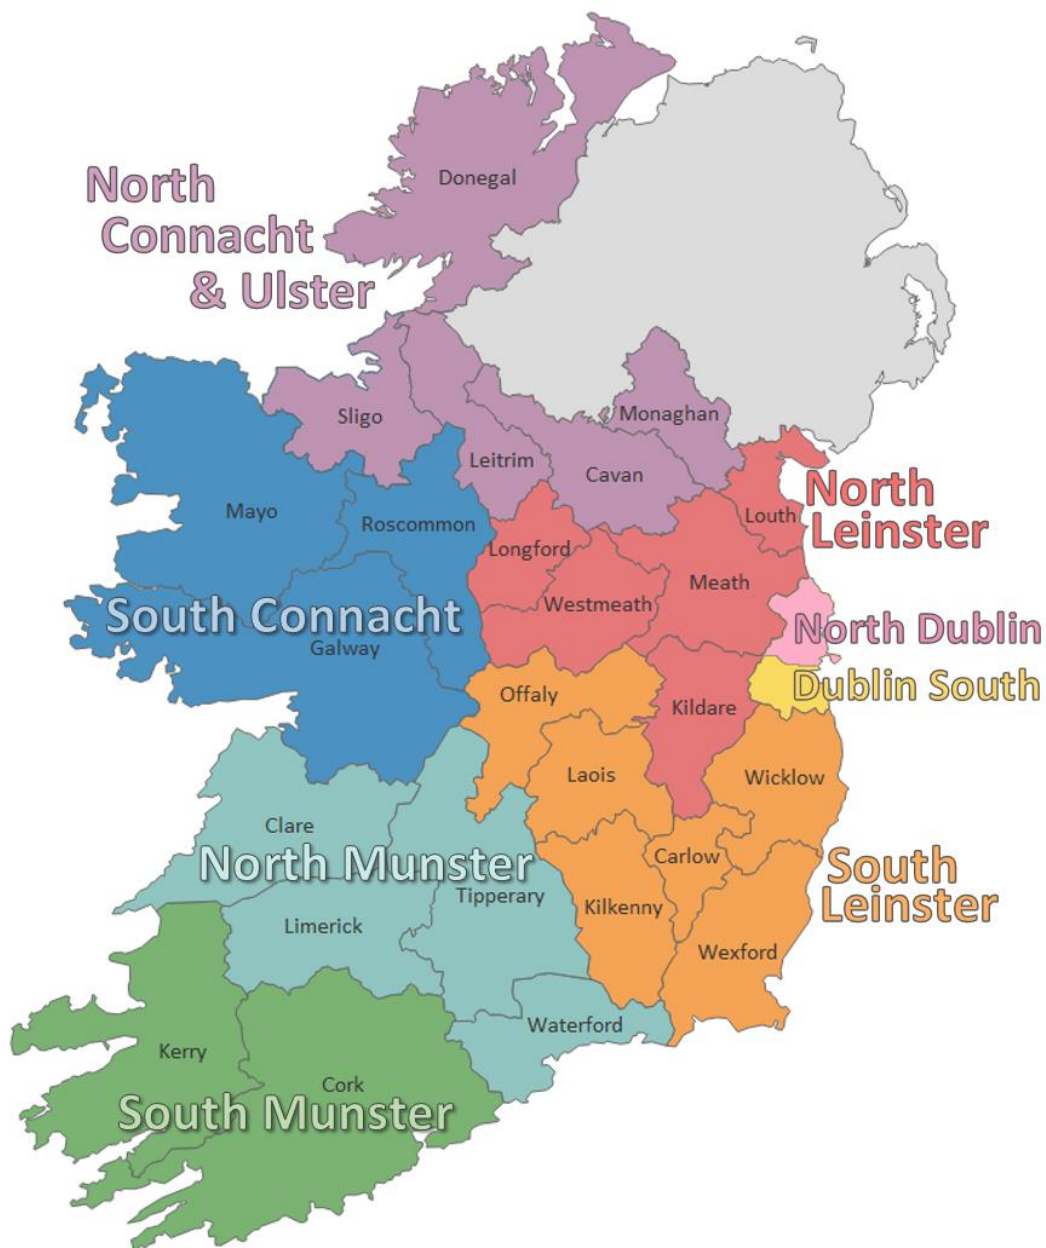 Donegal
North
Connacht
& Ulster
Sligo
Monaghan
Leitrim
Cavan
Mayo
Roscommon
Longford
Louth
North
Leinster
Westmeath
Meath
South Connacht
Galway
North Dublin
Dublin South
Offaly
Kildare
Laois
Wicklow
Clare
North Munster
Tipperary
Carlow
South
Leinster
Limerick
Kilkenny
Wexford
Waterford
Kerry
Cork
South Munster